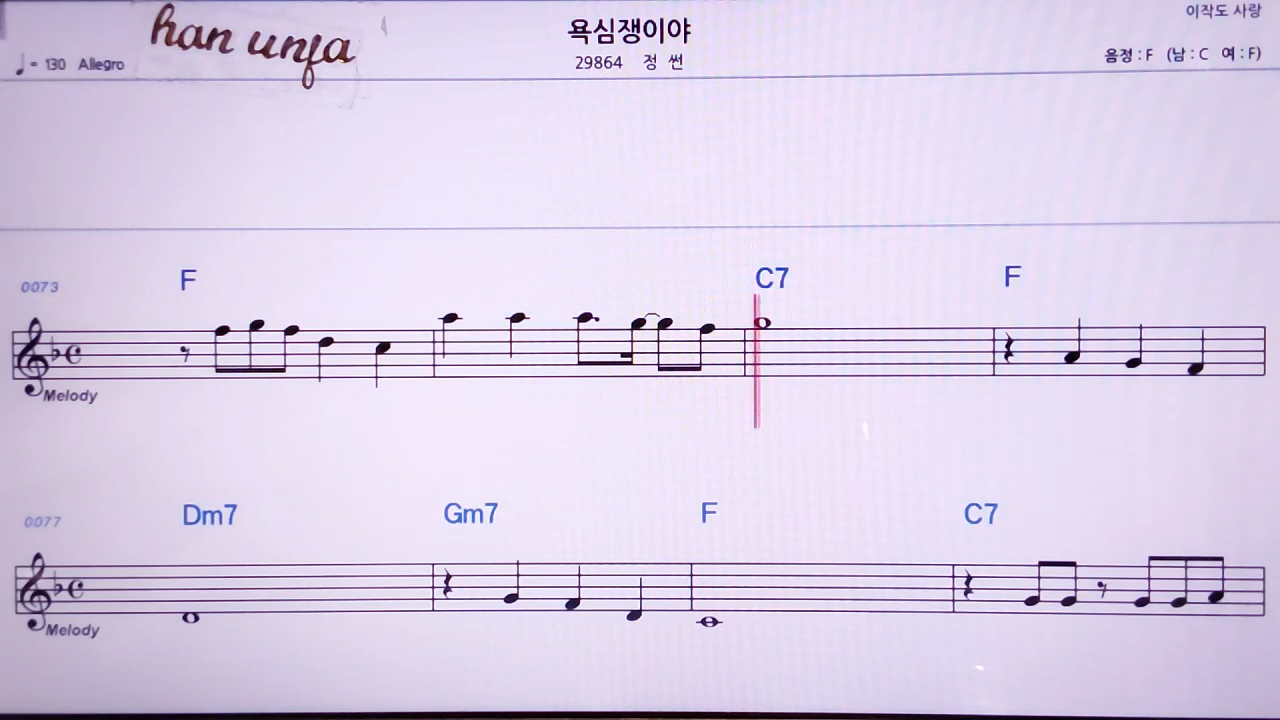 han unja
욕심쟁이야
이작도 사랑
♩= 130 Allegro
29864 정 썬
음정 : F (남 : C 여 : F)
0073
F
C7
F
Melody
0077
Dm7
Gm7
F
C7
Melody